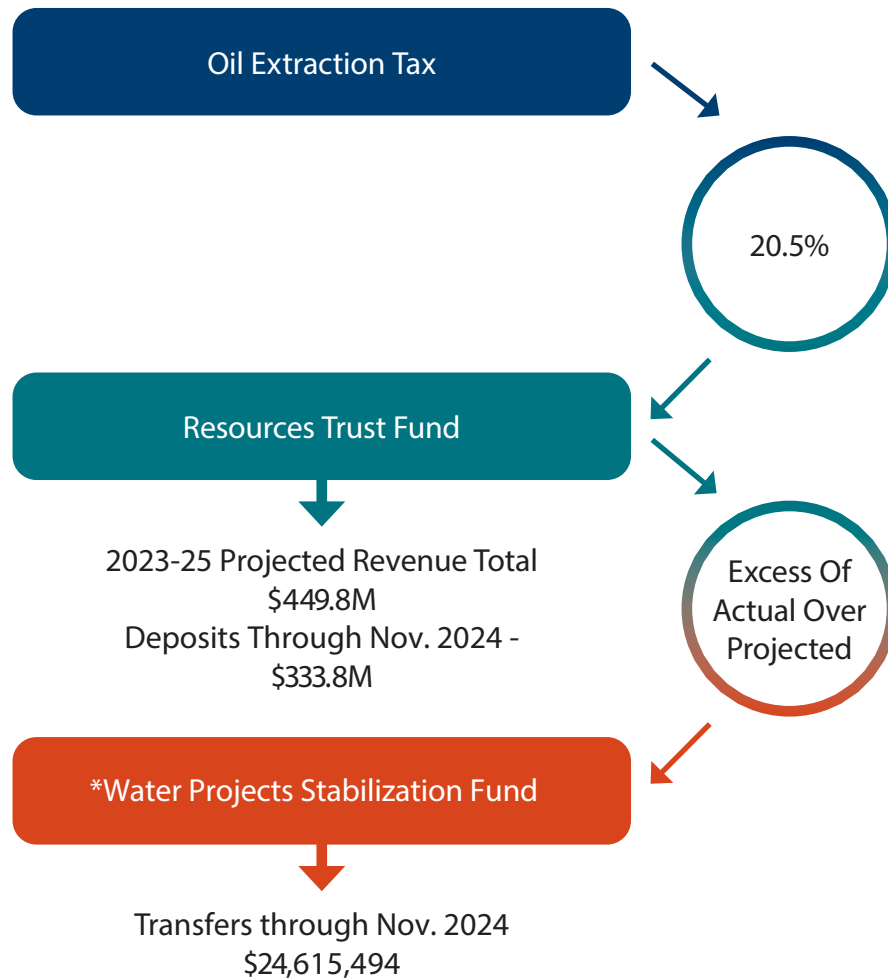 Oil Extraction Tax
20.5%
Resources Trust Fund
2023-25 Projected Revenue Total
$449.8M
Deposits Through Nov. 2024 -
$333.8M
Excess Of
Actual Over
Projected
*Water Projects Stabilization Fund
Transfers through Nov. 2024
$24,615,494